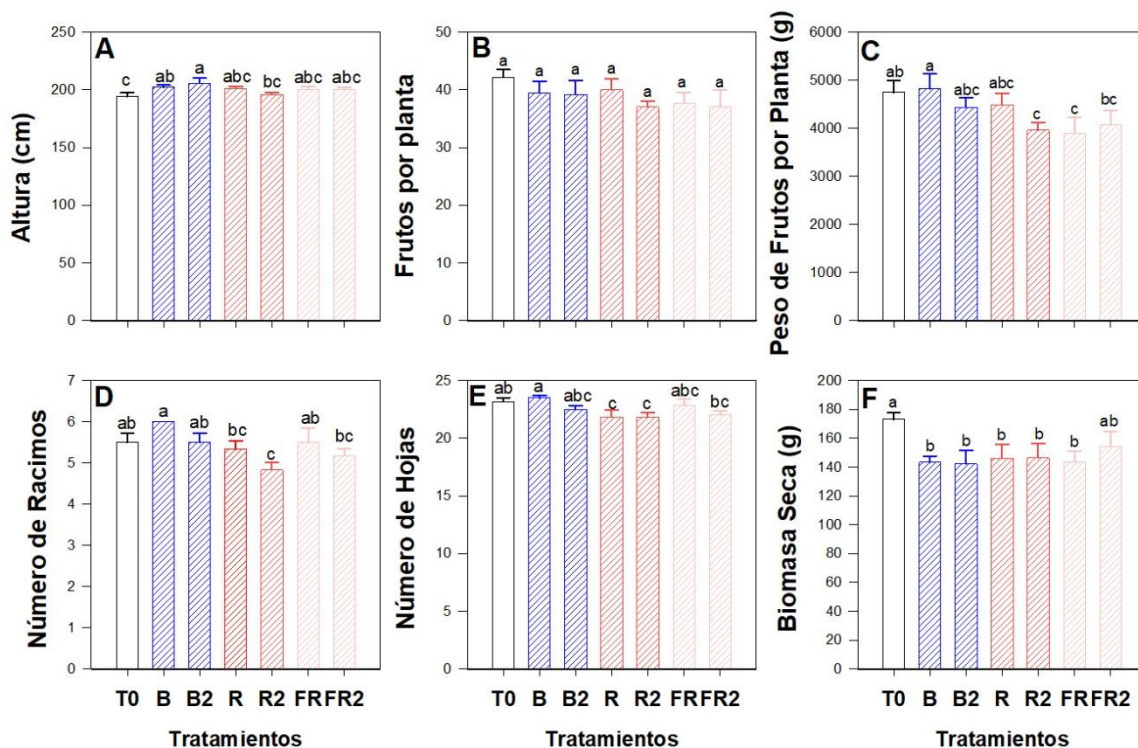 A
Altura (cm)
250
200
150
100
50
0
c ab a abc bc abc abc
B
Frutos por planta
50
40
30
20
10
0
a a a a a a a
C
Peso de Frutos por Planta (g)
6000
5000
4000
3000
2000
1000
0
ab a abc abc c c bc
D
Número de Racimos
7
6
5
4
3
2
1
0
ab a ab bc c ab bc
T0 B B2 R R2 FR FR2
Tratamientos
E
Número de Hojas
25
20
15
10
5
0
ab a abc c c abc bc
T0 B B2 R R2 FR FR2
Tratamientos
F
Biomasa Seca (g)
200
180
160
140
120
100
80
60
40
20
0
a b b b b b ab
T0 B B2 R R2 FR FR2
Tratamientos